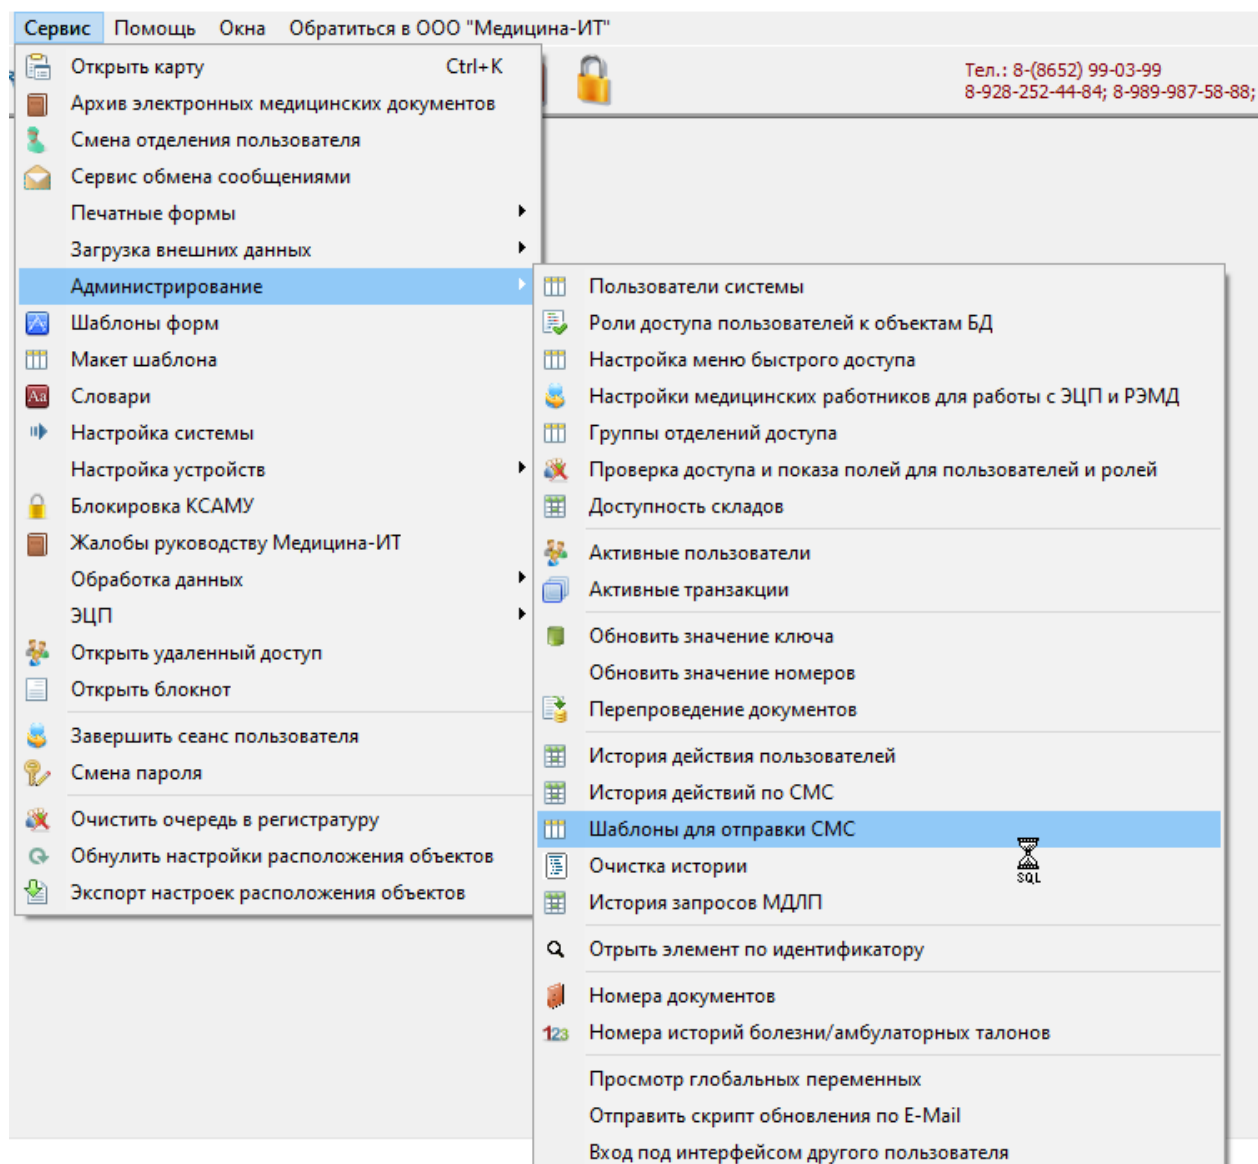 Сервис Помощь Окна Обратиться в ООО "Медицина-ИТ"
Тел.: 8-(8652) 99-03-99
8-928-252-44-84; 8-989-987-58-88;
Открыть карту Ctrl+K
Архив электронных медицинских документов
Смена отделения пользователя
Сервис обмена сообщениями
Печатные формы
Загрузка внешних данных
Администрирование
Шаблоны форм
Макет шаблона
Aa Словари
Настройка системы
Настройка устройств
Блокировка КСАМУ
Жалобы руководству Медицина-ИТ
Обработка данных
ЭЦП
Открыть удаленный доступ
Открыть блокнот
Завершить сеанс пользователя
Смена пароля
Очистить очередь в регистратуру
Обнулить настройки расположения объектов
Экспорт настроек расположения объектов
Пользователи системы
Роли доступа пользователей к объектам БД
Настройка меню быстрого доступа
Настройки медицинских работников для работы с ЭЦП и РЭМД
Группы отделений доступа
Проверка доступа и показа полей для пользователей и ролей
Доступность складов
Активные пользователи
Активные транзакции
Обновить значение ключа
Обновить значение номеров
Перепроведение документов
История действия пользователей
История действий по СМС
Шаблоны для отправки СМС
SQL
Очистка истории
История запросов МДЛП
Отрыть элемент по идентификатору
Номера документов
123 Номера историй болезни/амбулаторных талонов
Просмотр глобальных переменных
Отправить скрипт обновления по E-Mail
Вход под интерфейсом другого пользователя